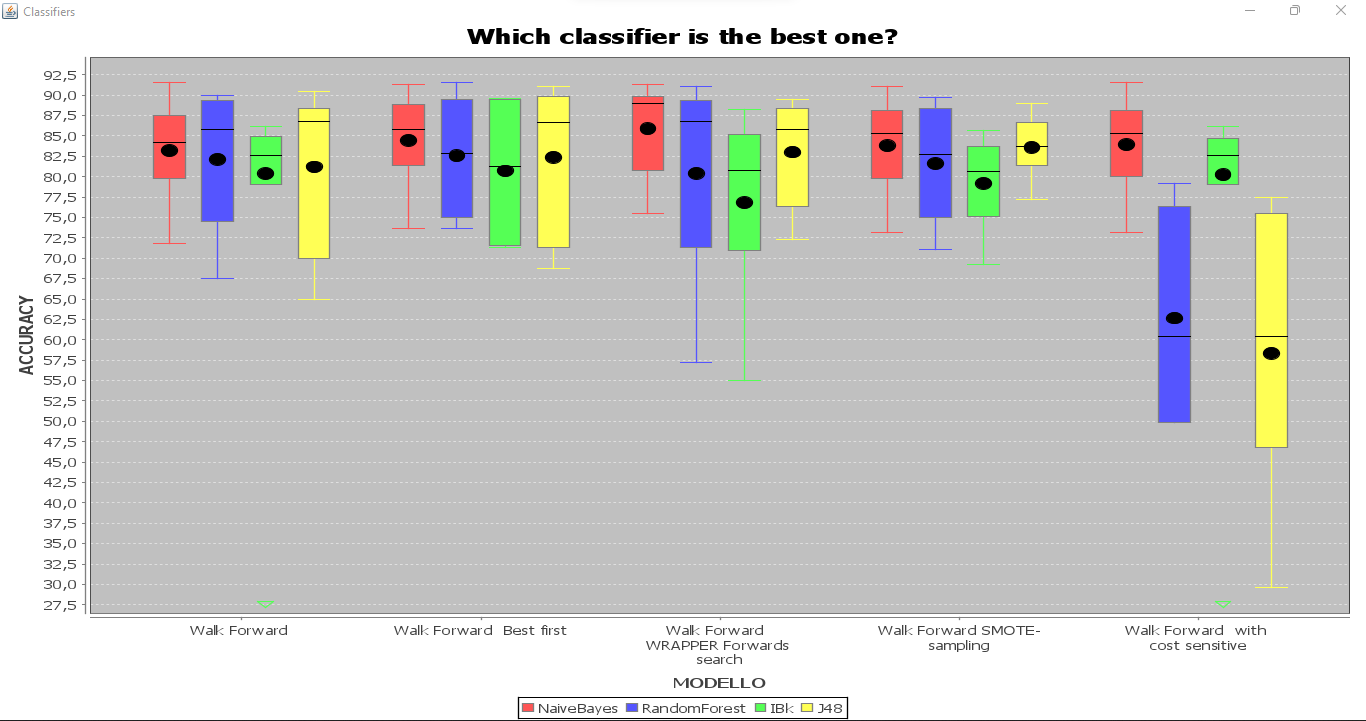 Classifiers
Which classifier is the best one?
92,5
90,0
87,5
85,0
82,5
80,0
77,5
75,0
72,5
70,0
67,5
65,0
62,5
60,0
57,5
55,0
52,5
50,0
47,5
45,0
42,5
40,0
37,5
35,0
32,5
30,0
27,5
ACCURACY
Walk Forward
Walk Forward Best first
Walk Forward
WRAPPER Forwards
search
Walk Forward SMOTE-
sampling
Walk Forward with
cost sensitive
MODELLO
NaiveBayes RandomForest IBk J48